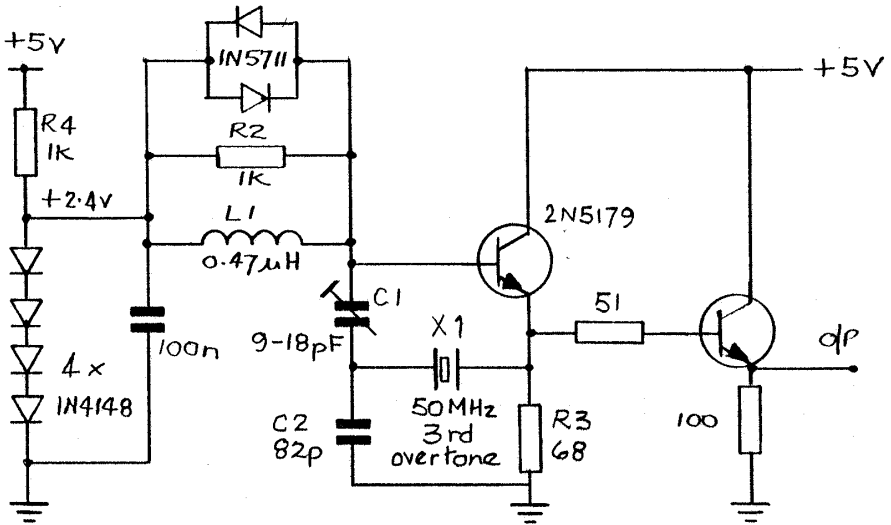 +5V
1N5711
+5V
R4
1K
R2
1K
+2.4V
L1
0.47µH
2N5179
C1
9-18pF
51
X1
100n
o/p
4x
1N4148
50MHz
3rd
overtone
C2
82p
R3
68
100